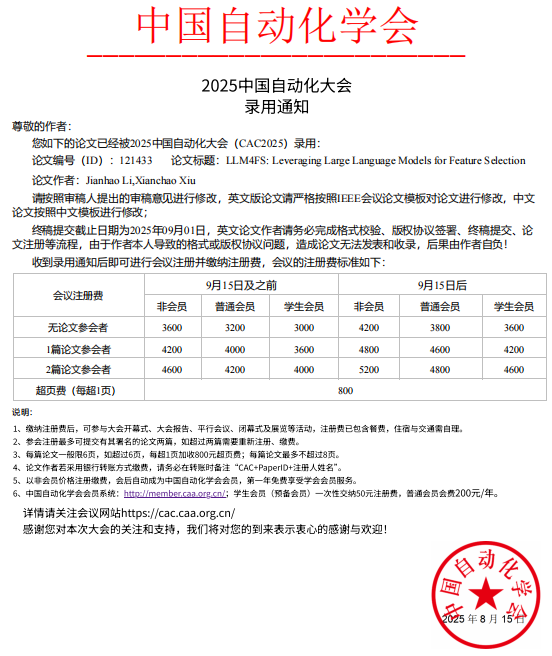 中国自动化学会
2025中国自动化大会
录用通知
尊敬的作者：
您如下的论文已经被2025中国自动化大会（CAC2025）录用：
论文编号（ID）：121433 论文标题：LLM4FS: Leveraging Large Language Models for Feature Selection
论文作者：Jianhao Li,Xianchao Xiu
请按照审稿人提出的审稿意见进行修改，英文版论文请严格按照IEEE会议论文模板对论文进行修改，中文
论文按照中文模板进行修改；
终稿提交截止日期为2025年09月01日，英文论文作者请务必完成格式校验、版权协议签署、终稿提交、论
文注册等流程，由于作者本人导致的格式或版权协议问题，造成论文无法发表和收录，后果由作者自负！
收到录用通知后即可进行会议注册并缴纳注册费，会议的注册费标准如下：
会议注册费 9月15日及之前 9月15日后
非会员 普通会员 学生会员 非会员 普通会员 学生会员
无论文参会者 3600 3200 3000 4200 3800 3600
1篇论文参会者 4200 4000 3600 4800 4600 4200
2篇论文参会者 4600 4200 4000 5200 4800 4600
超页费（每超1页） 800
说明：
1、缴纳注册费后，可参与大会开幕式、大会报告、平行会议、闭幕式及展览等活动，注册费已包含餐费，住宿与交通需自理。
2、参会注册最多可提交有其署名的论文两篇，如超过两篇需要重新注册、缴费。
3、每篇论文一般限6页，如超过6页，每超1页加收800元超页费；每篇论文最多不超过8页。
4、论文作者若采用银行转账方式缴费，请务必在转账时备注“CAC+PaperID+注册人姓名”。
5、以非会员价格注册缴费，会后自动成为中国自动化学会会员，第一年免费享受学会会员服务。
6、中国自动化学会会员系统：http://member.caa.org.cn/；学生会员（预备会员）一次性交纳50元注册费，普通会员会费200元/年。
详情请关注会议网站https://cac.caa.org.cn/
感谢您对本次大会的关注和支持，我们将对您的到来表示衷心的感谢与欢迎！
中国自动化学会
2025 年 8 月 15 日